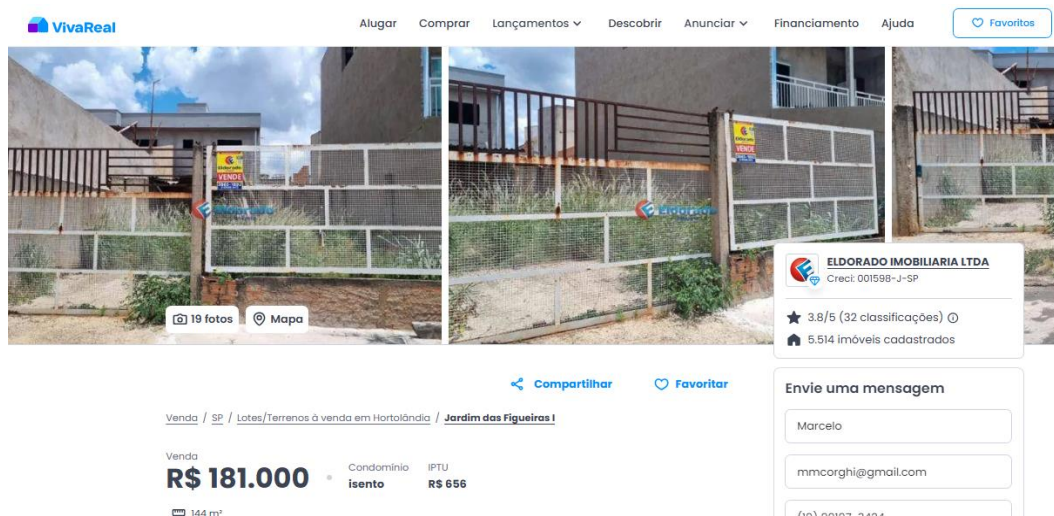 VivaReal
Alugar Comprar Lançamentos Descobrir Anunciar Financiamento Ajuda Favoritos
VENDE
Eldorado
VENDE
Eldorado
19 fotos Mapa
ELDORADO IMOBILIARIA LTDA
Creci: 001598-J-SP
3.8/5 (32 classificações)
5.514 imóveis cadastrados
Compartilhar Favoritar
Envie uma mensagem
Venda / SP / Lotes/Terrenos à venda em Hortolândia / Jardim das Figueiras I
Marcelo
Venda
R$ 181.000
Condomínio
isento
IPTU
R$ 656
mmcorghi@gmail.com
144 m²